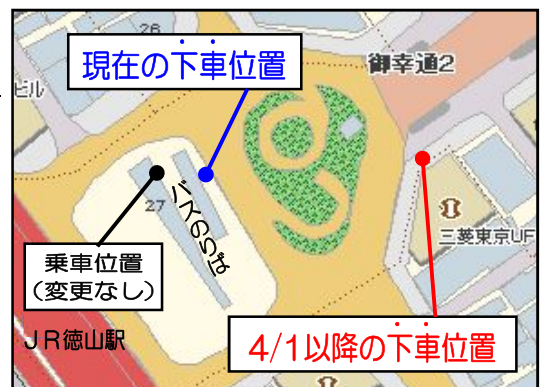 26
現在の下車位置
御幸通2
ビル
バスのりば
27
三菱東京UF
乗車位置
（変更なし）
JR徳山駅
4/1以降の下車位置